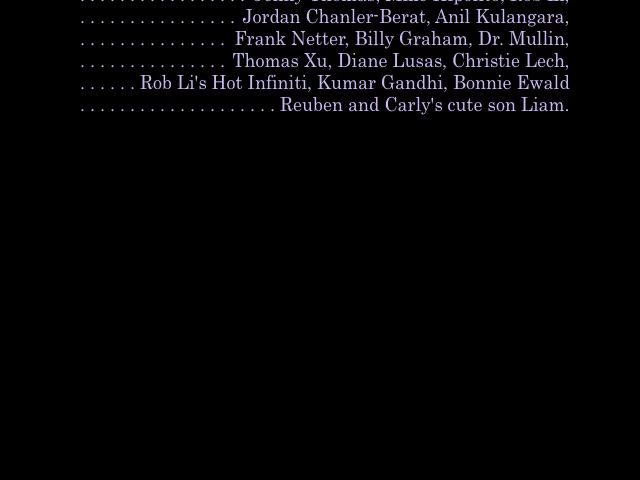 . . . . . . . . . . . . . . . . Jordan Chanler-Berat, Anil Kulangara,
. . . . . . . . . . . . . . . Frank Netter, Billy Graham, Dr. Mullin,
. . . . . . . . . . . . . . . Thomas Xu, Diane Lusas, Christie Lech,
. . . . . . Rob Li's Hot Infiniti, Kumar Gandhi, Bonnie Ewald
. . . . . . . . . . . . . . . . . . . . Reuben and Carly's cute son Liam.